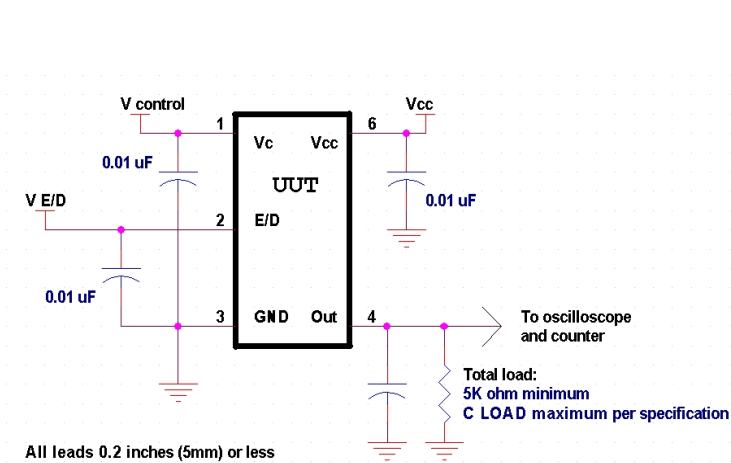 V control
Vcc
1
6
Vc
Vcc
0.01 uF
UUT
V E/D
0.01 uF
2
E/D
0.01 uF
3
GND
Out
4
To oscilloscope
and counter
Total load:
5K ohm minimum
C LOAD maximum per specification
All leads 0.2 inches (5mm) or less